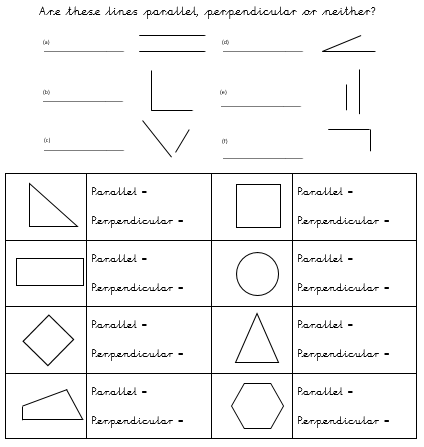 Are these lines parallel, perpendicular or neither?
(a)
(d)
(b)
(e)
(c)
(f)
Parallel =
Perpendicular =
Parallel =
Perpendicular =
Parallel =
Perpendicular =
Parallel =
Perpendicular =
Parallel =
Perpendicular =
Parallel =
Perpendicular =
Parallel =
Perpendicular =
Parallel =
Perpendicular =